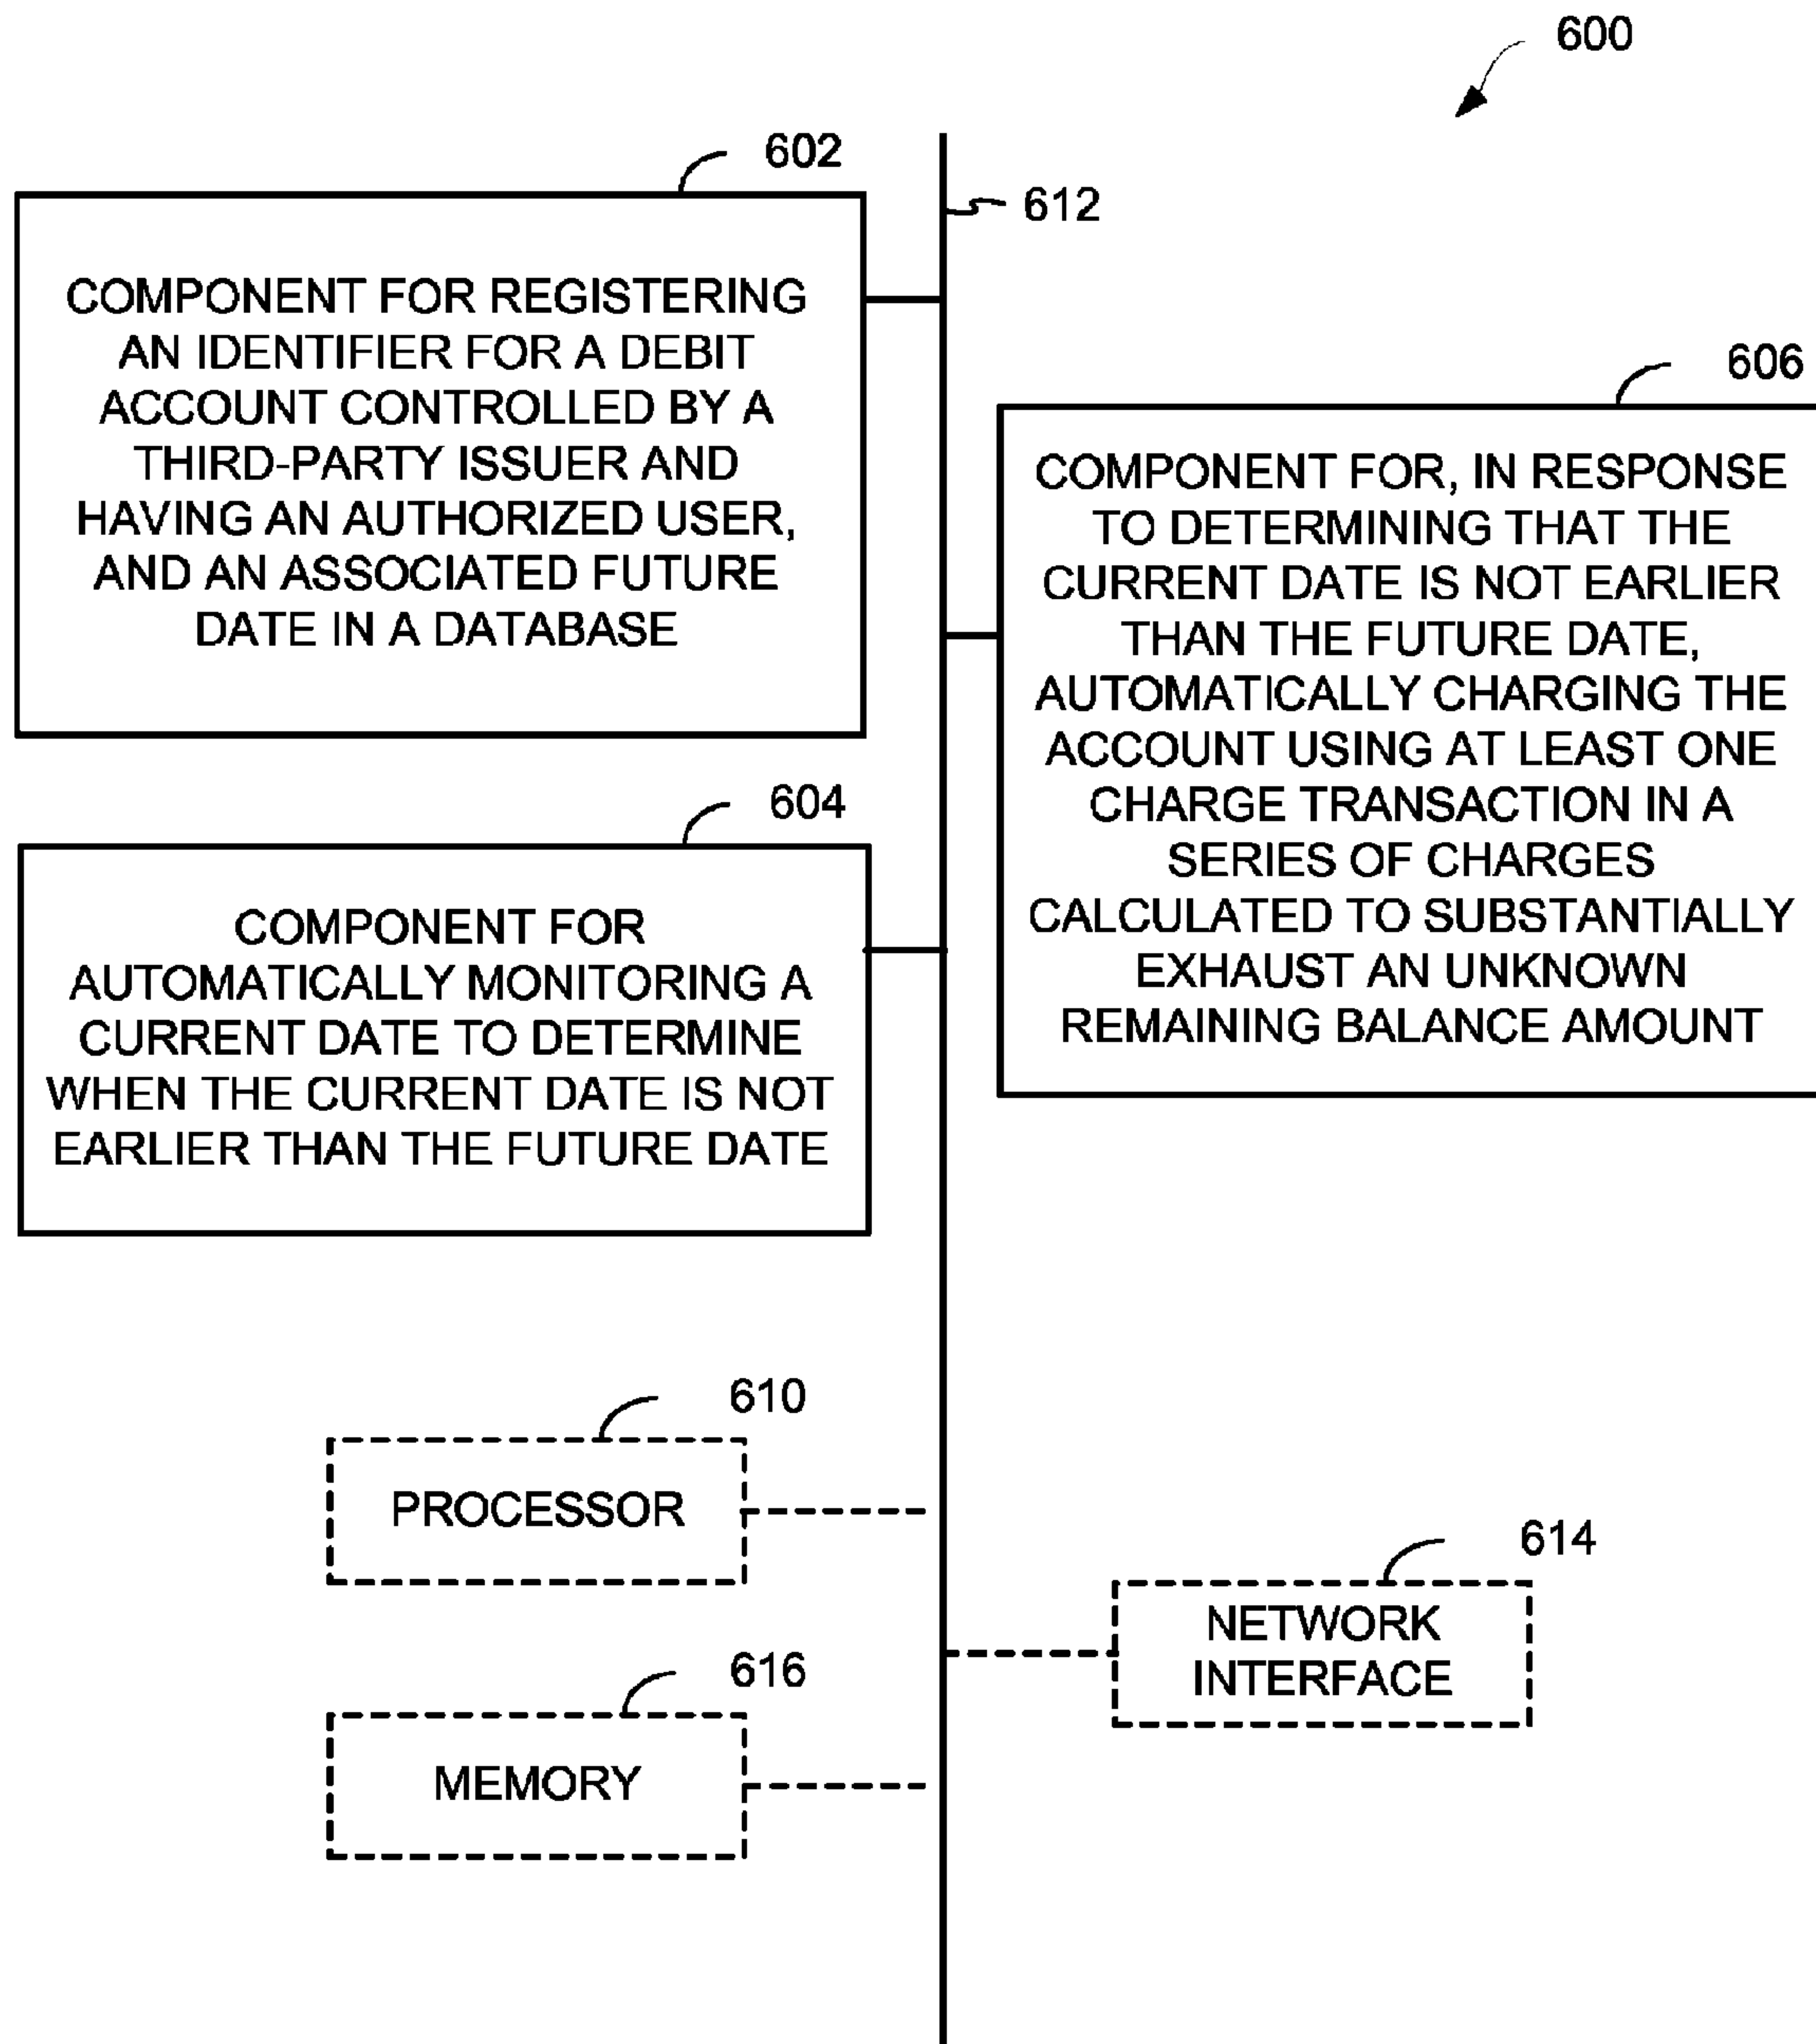 600
602
612
COMPONENT FOR REGISTERING
AN IDENTIFIER FOR A DEBIT
ACCOUNT CONTROLLED BY A
THIRD-PARTY ISSUER AND
HAVING AN AUTHORIZED USER,
AND AN ASSOCIATED FUTURE
DATE IN A DATABASE
606
COMPONENT FOR, IN RESPONSE
TO DETERMINING THAT THE
CURRENT DATE IS NOT EARLIER
THAN THE FUTURE DATE,
AUTOMATICALLY CHARGING THE
ACCOUNT USING AT LEAST ONE
CHARGE TRANSACTION IN A
SERIES OF CHARGES
CALCULATED TO SUBSTANTIALLY
EXHAUST AN UNKNOWN
REMAINING BALANCE AMOUNT
604
COMPONENT FOR
AUTOMATICALLY MONITORING A
CURRENT DATE TO DETERMINE
WHEN THE CURRENT DATE IS NOT
EARLIER THAN THE FUTURE DATE
610
PROCESSOR
614
NETWORK
INTERFACE
616
MEMORY